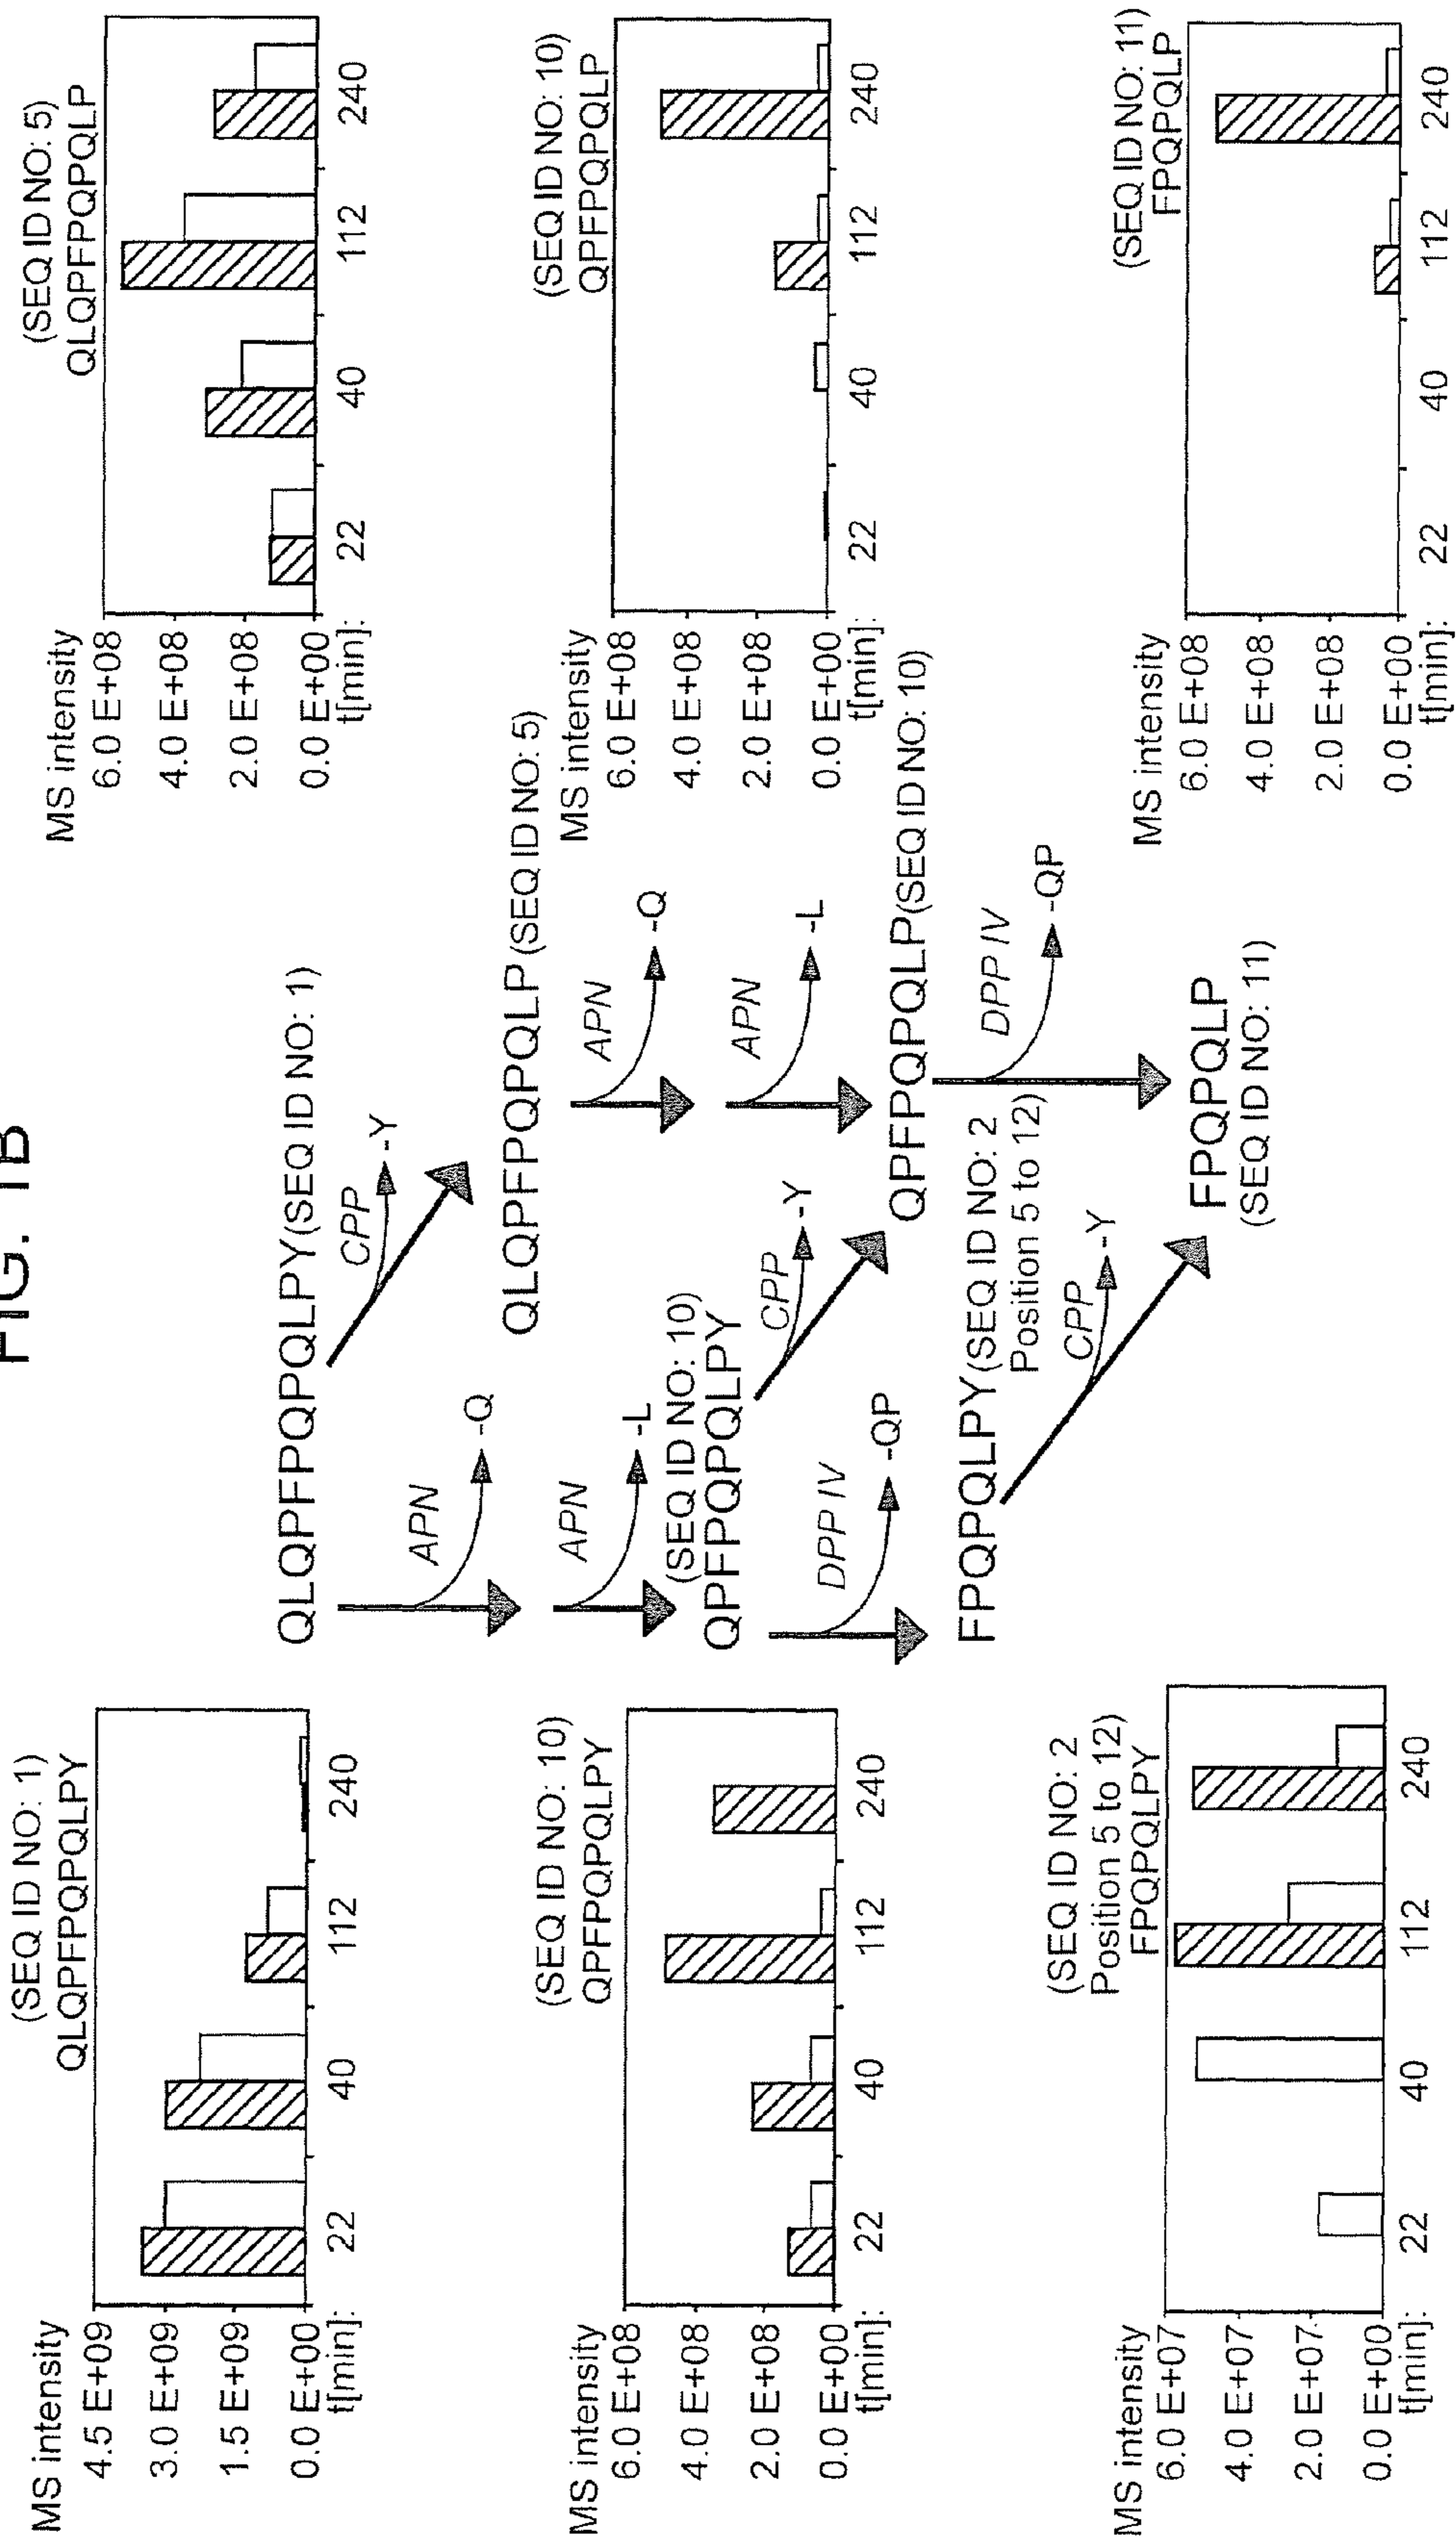 FIG. 1B
(SEQ ID NO: 1)
QLQPFPQPQLPY
MS intensity
4.5 E+09
3.0 E+09
1.5 E+09
0.0 E+00
t[min]:
22
40
112
240
(SEQ ID NO: 10)
QPFPQPQLPY
MS intensity
6.0 E+08
4.0 E+08
2.0 E+08
0.0 E+00
t[min]:
22
40
112
240
(SEQ ID NO: 2
Position 5 to 12)
FPQPQLPY
MS intensity
6.0 E+07
4.0 E+07
2.0 E+07
0.0 E+00
t[min]:
22
40
112
240
QLQPFPQPQLPY(SEQ ID NO: 1)
CPP
-Y
APN
-Q
APN
-L
QLQPFPQPQLP(SEQ ID NO: 5)
APN
-Q
APN
-L
(SEQ ID NO: 10)
QPFPQPQLPY
CPP
-Y
DPP IV
-QP
QPFPQPQLP(SEQ ID NO: 10)
DPP IV
-QP
FPQPQLPY(SEQ ID NO: 2
Position 5 to 12)
CPP
-Y
FPQPQLP
(SEQ ID NO: 11)
(SEQ ID NO: 5)
QLQPFPQPQLP
MS intensity
6.0 E+08
4.0 E+08
2.0 E+08
0.0 E+00
t[min]:
22
40
112
240
(SEQ ID NO: 10)
QPFPQPQLP
MS intensity
6.0 E+08
4.0 E+08
2.0 E+08
0.0 E+00
t[min]:
22
40
112
240
(SEQ ID NO: 11)
FPQPQLP
MS intensity
6.0 E+08
4.0 E+08
2.0 E+08
0.0 E+00
t[min]:
22
40
112
240